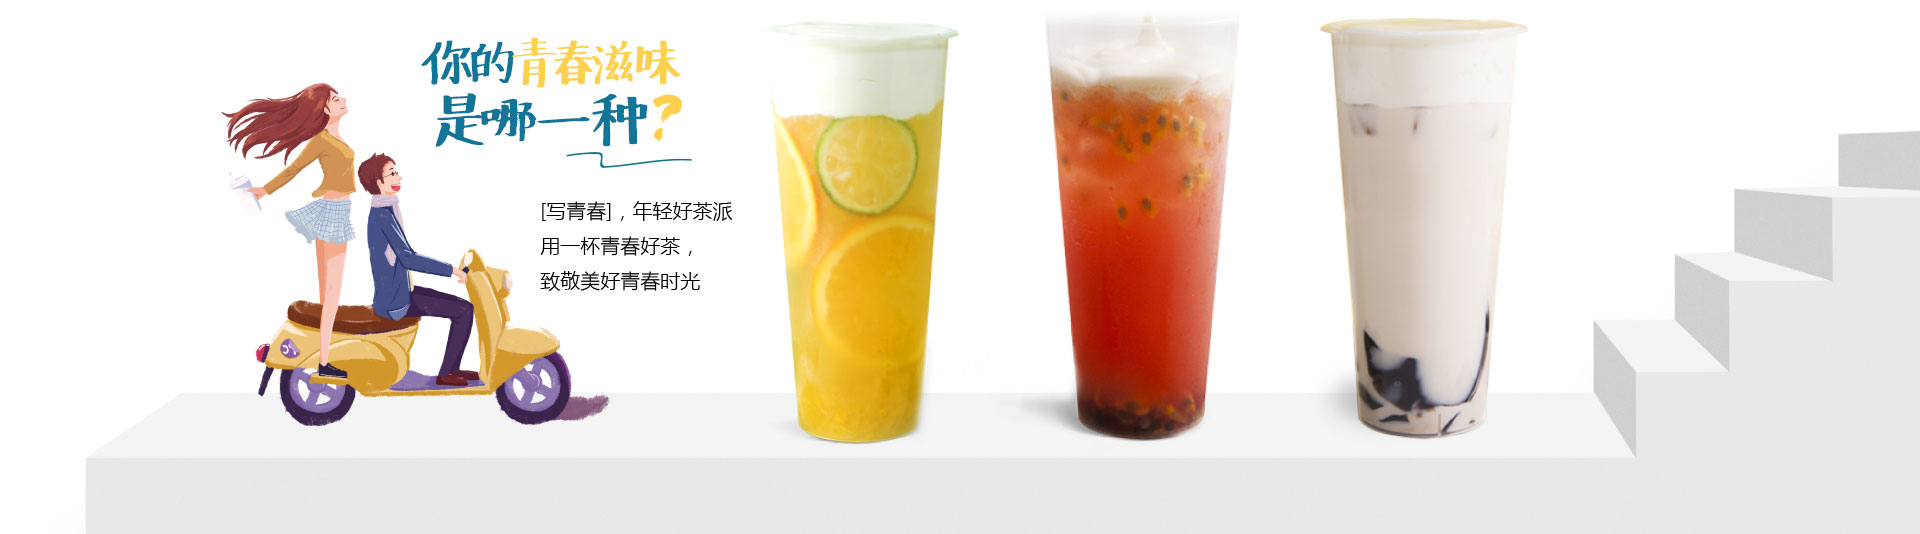 你的青春滋味
是哪一种?
[写青春]，年轻好茶派
用一杯青春好茶，
致敬美好青春时光